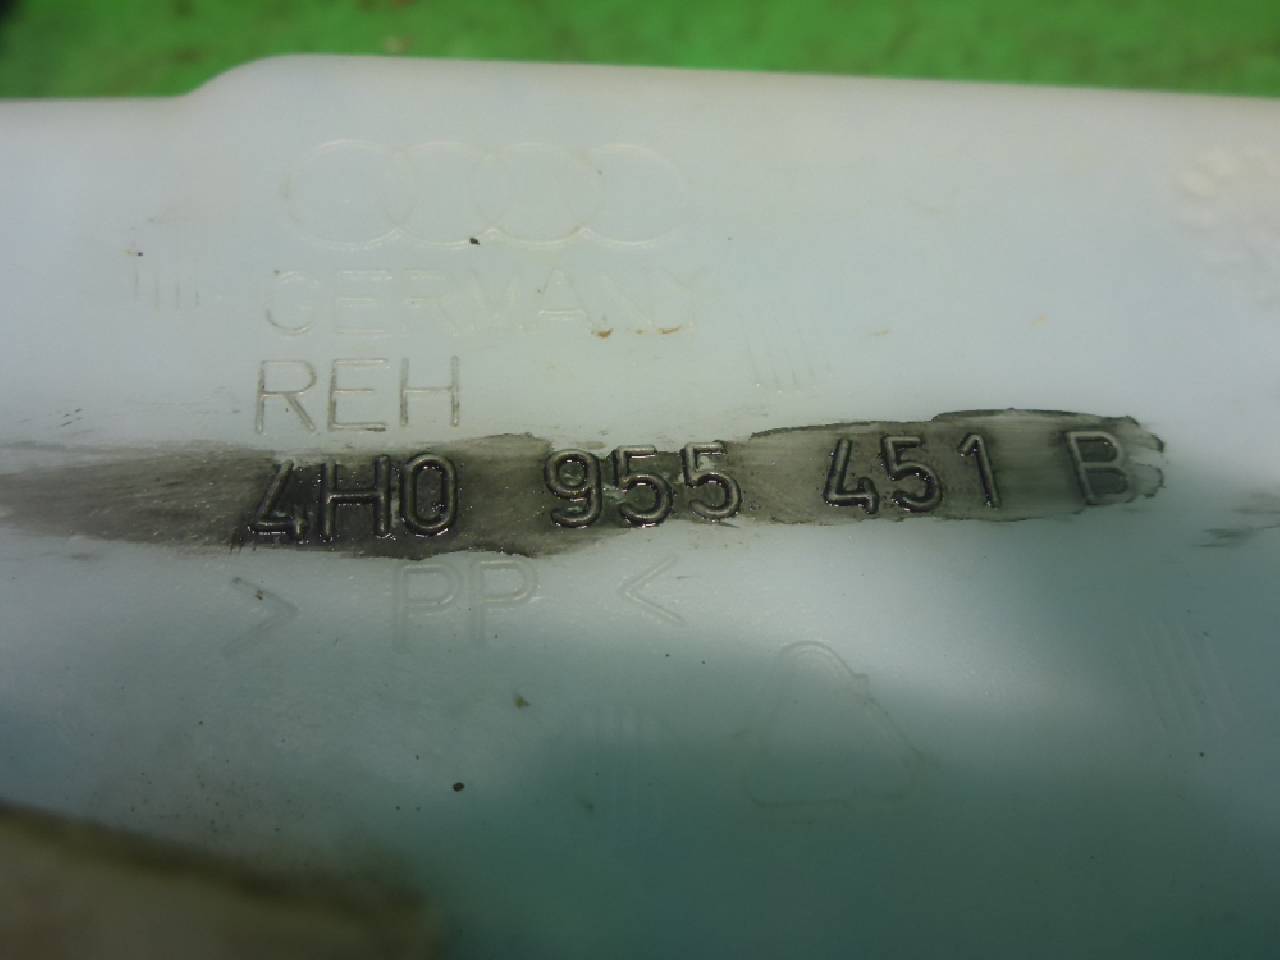 GERMANY
REH
4H0 955 451 B
> PP <